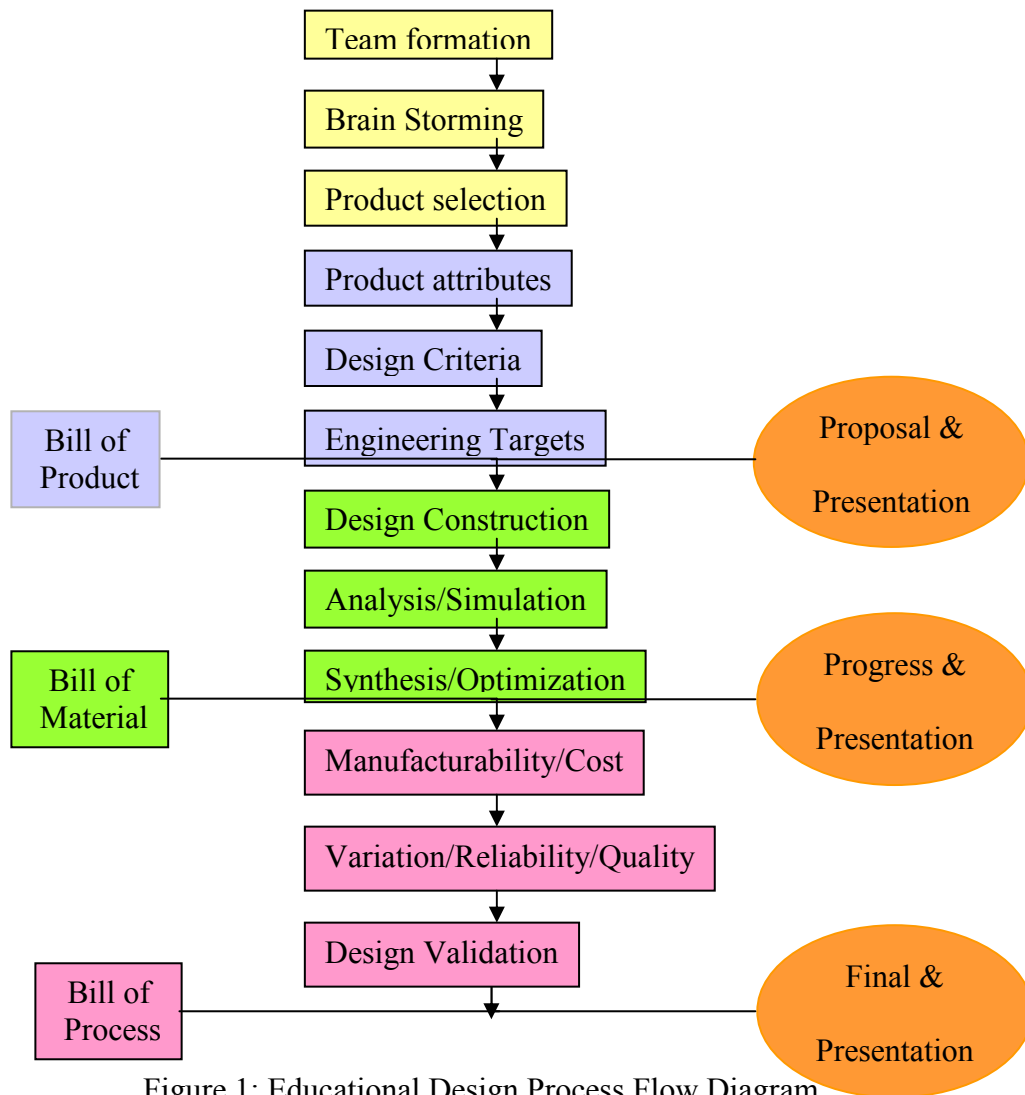 Team formation
Brain Storming
Product selection
Product attributes
Design Criteria
Engineering Targets
Bill of
Product
Proposal &
Presentation
Design Construction
Analysis/Simulation
Synthesis/Optimization
Bill of
Material
Progress &
Presentation
Manufacturability/Cost
Variation/Reliability/Quality
Design Validation
Bill of
Process
Final &
Presentation
Figure 1: Educational Design Process Flow Diagram